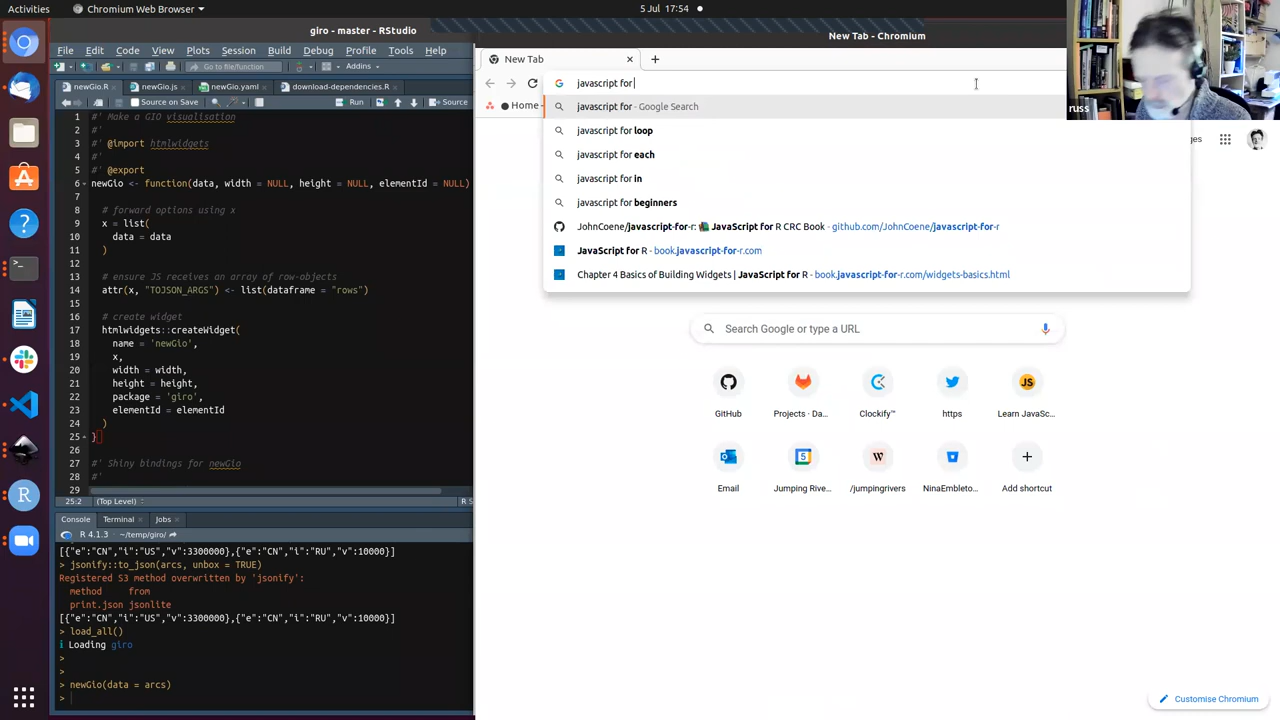 Activities
Chromium Web Browser
5 Jul 17:54
giro - master - RStudio
New Tab - Chromium
File Edit Code View Plots Session Build Debug Profile Tools Help
Go to file/function
Addins
newGio.R
newGio.js
newGio.yaml
download-dependencies.R
Source on Save
Run
Source
1 #' Make a GIO visualisation
2 #'
3 #' @import htmlwidgets
4 #'
5 #' @export
6 newGio <- function(data, width = NULL, height = NULL, elementId = NULL)
7
8 # forward options using x
9 x = list(
10 data = data
11 )
12
13 # ensure JS receives an array of row-objects
14 attr(x, "TOJSON_ARGS") <- list(dataframe = "rows")
15
16 # create widget
17 htmlwidgets::createWidget(
18 name = 'newGio',
19 x,
20 width = width,
21 height = height,
22 package = 'giro',
23 elementId = elementId
24 )
25 }
26
27 #' Shiny bindings for newGio
28 #'
29
25:2
(Top Level)
R S
Console
Terminal
Jobs
R 4.1.3 · ~/temp/giro/
[{"e":"CN","i":"US","v":3300000},{"e":"CN","i":"RU","v":10000}]
> jsonify::to_json(arcs, unbox = TRUE)
Registered S3 method overwritten by 'jsonify':
method from
print.json jsonlite
[{"e":"CN","i":"US","v":3300000},{"e":"CN","i":"RU","v":10000}]
> load_all()
ℹ Loading giro
>
>
> newGio(data = arcs)
>
New Tab
javascript for
Home
javascript for - Google Search
javascript for loop
javascript for each
javascript for in
javascript for beginners
JohnCoene/javascript-for-r: 📚 JavaScript for R CRC Book - github.com/JohnCoene/javascript-for-r
JavaScript for R - book.javascript-for-r.com
Chapter 4 Basics of Building Widgets | JavaScript for R - book.javascript-for-r.com/widgets-basics.html
russ
ges
Search Google or type a URL
JS
GitHub
Projects · Da...
Clockify™
https
Learn JavaSc...
5
W
Email
Jumping Rive...
/jumpingrivers
NinaEmbleto...
Add shortcut
Customise Chromium